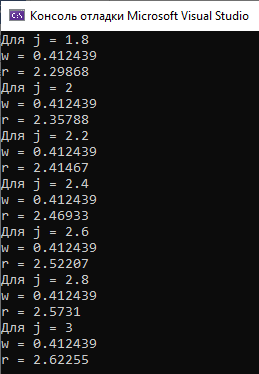 Консоль отладки Microsoft Visual Studio
Для j = 1.8
w = 0.412439
r = 2.29868
Для j = 2
w = 0.412439
r = 2.35788
Для j = 2.2
w = 0.412439
r = 2.41467
Для j = 2.4
w = 0.412439
r = 2.46933
Для j = 2.6
w = 0.412439
r = 2.52207
Для j = 2.8
w = 0.412439
r = 2.5731
Для j = 3
w = 0.412439
r = 2.62255